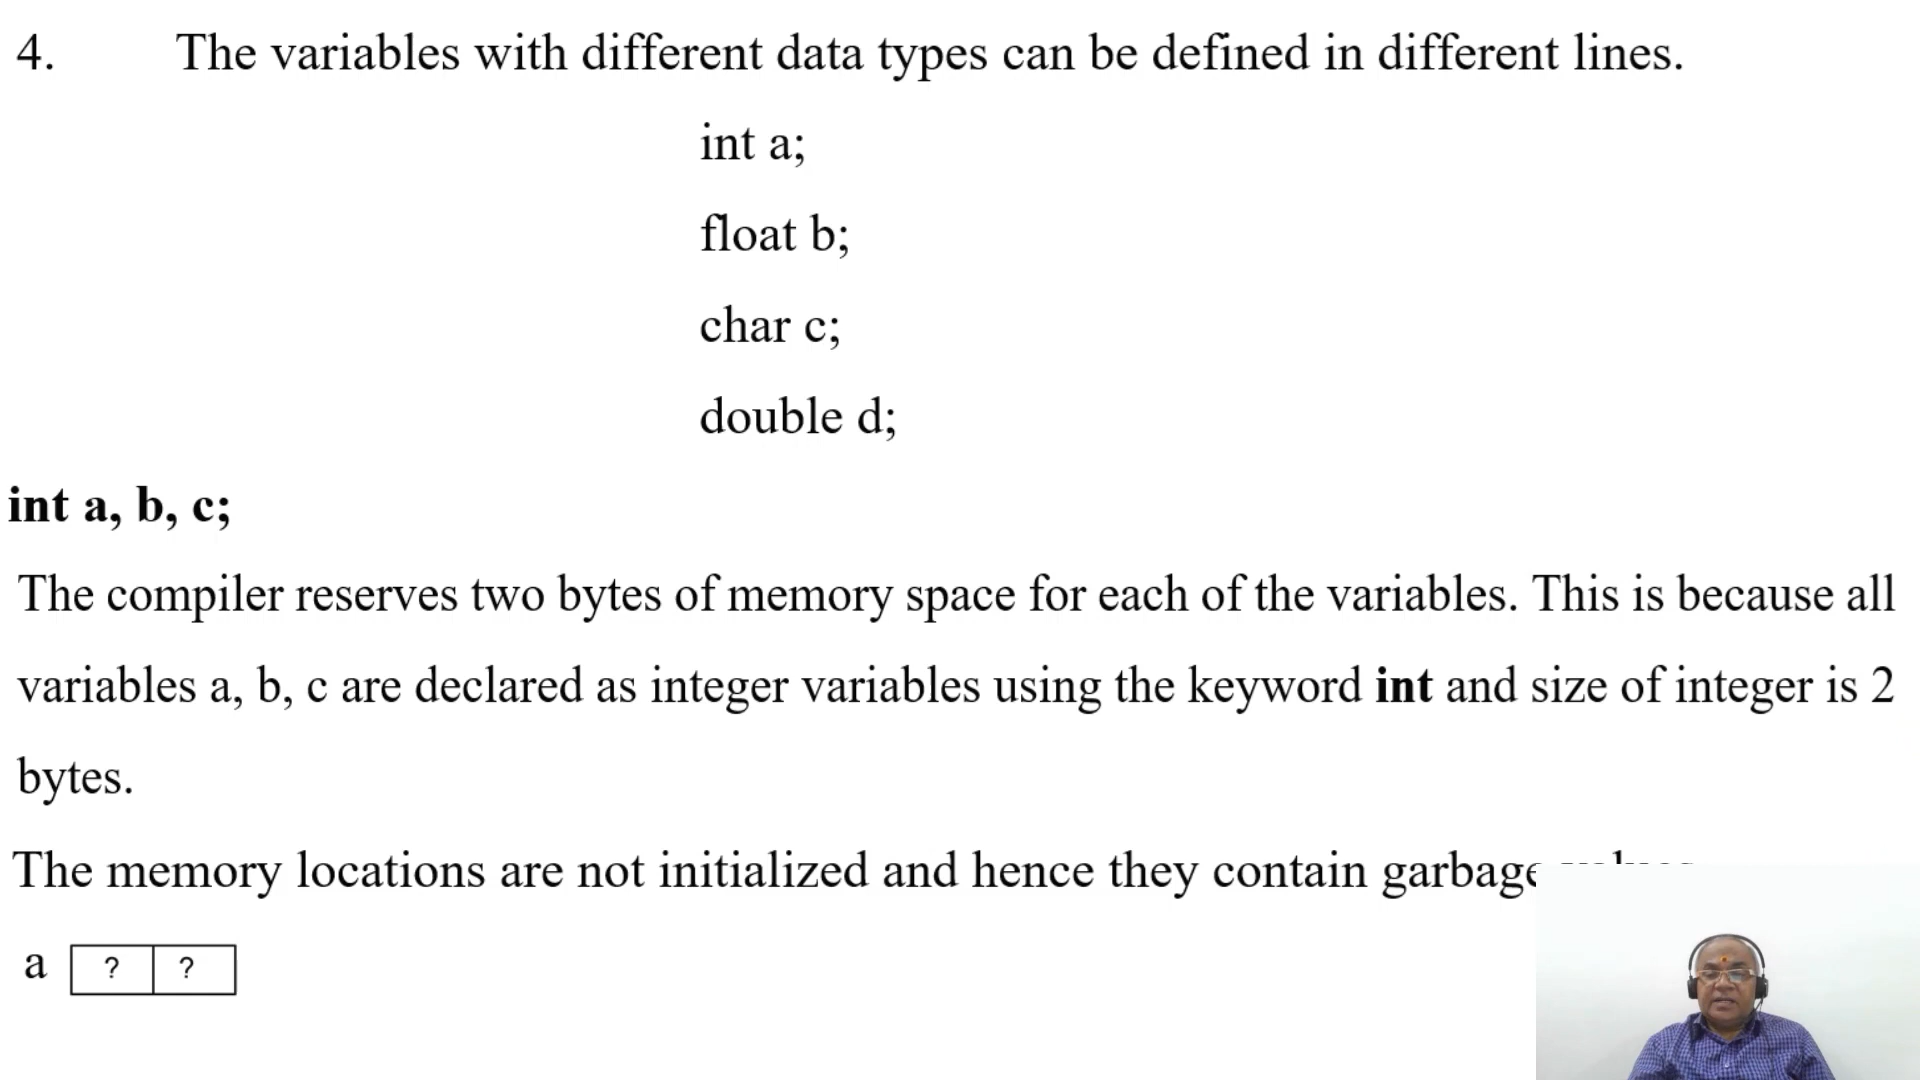 4. The variables with different data types can be defined in different lines.
int a;
float b;
char c;
double d;
int a, b, c;
The compiler reserves two bytes of memory space for each of the variables. This is because all
variables a, b, c are declared as integer variables using the keyword int and size of integer is 2
bytes.
The memory locations are not initialized and hence they contain garbage
a ? ?